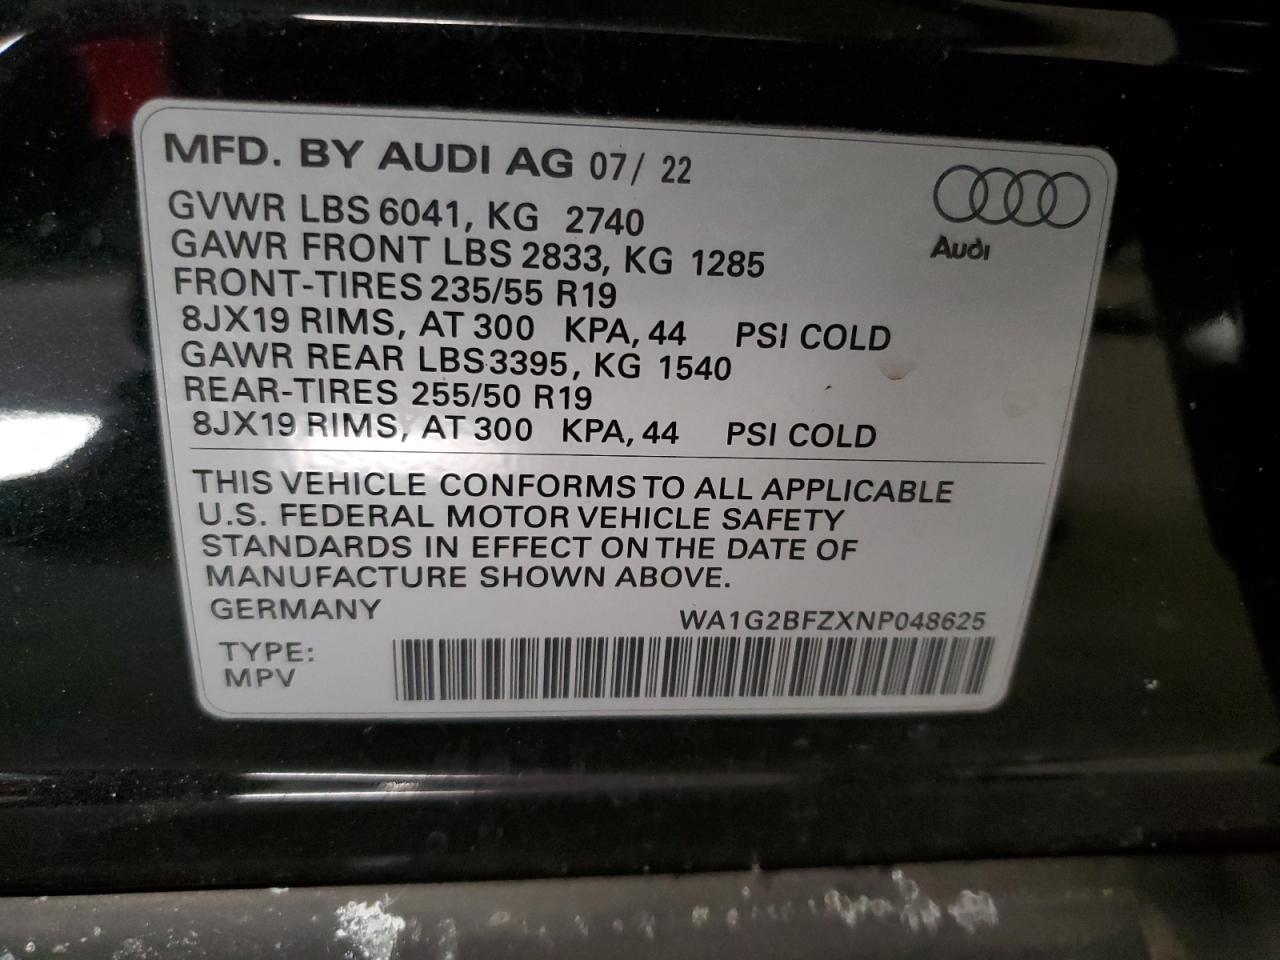 MFD. BY AUDI AG 07/ 22
Audi
GVWR LBS 6041, KG 2740
GAWR FRONT LBS 2833, KG 1285
FRONT-TIRES 235/55 R19
8JX19 RIMS, AT 300 KPA, 44 PSI COLD
GAWR REAR LBS 3395, KG 1540
REAR-TIRES 255/50 R19
8JX19 RIMS, AT 300 KPA, 44 PSI COLD
THIS VEHICLE CONFORMS TO ALL APPLICABLE
U.S. FEDERAL MOTOR VEHICLE SAFETY
STANDARDS IN EFFECT ON THE DATE OF
MANUFACTURE SHOWN ABOVE.
GERMANY WA1G2BFZXNP048625
TYPE:
MPV